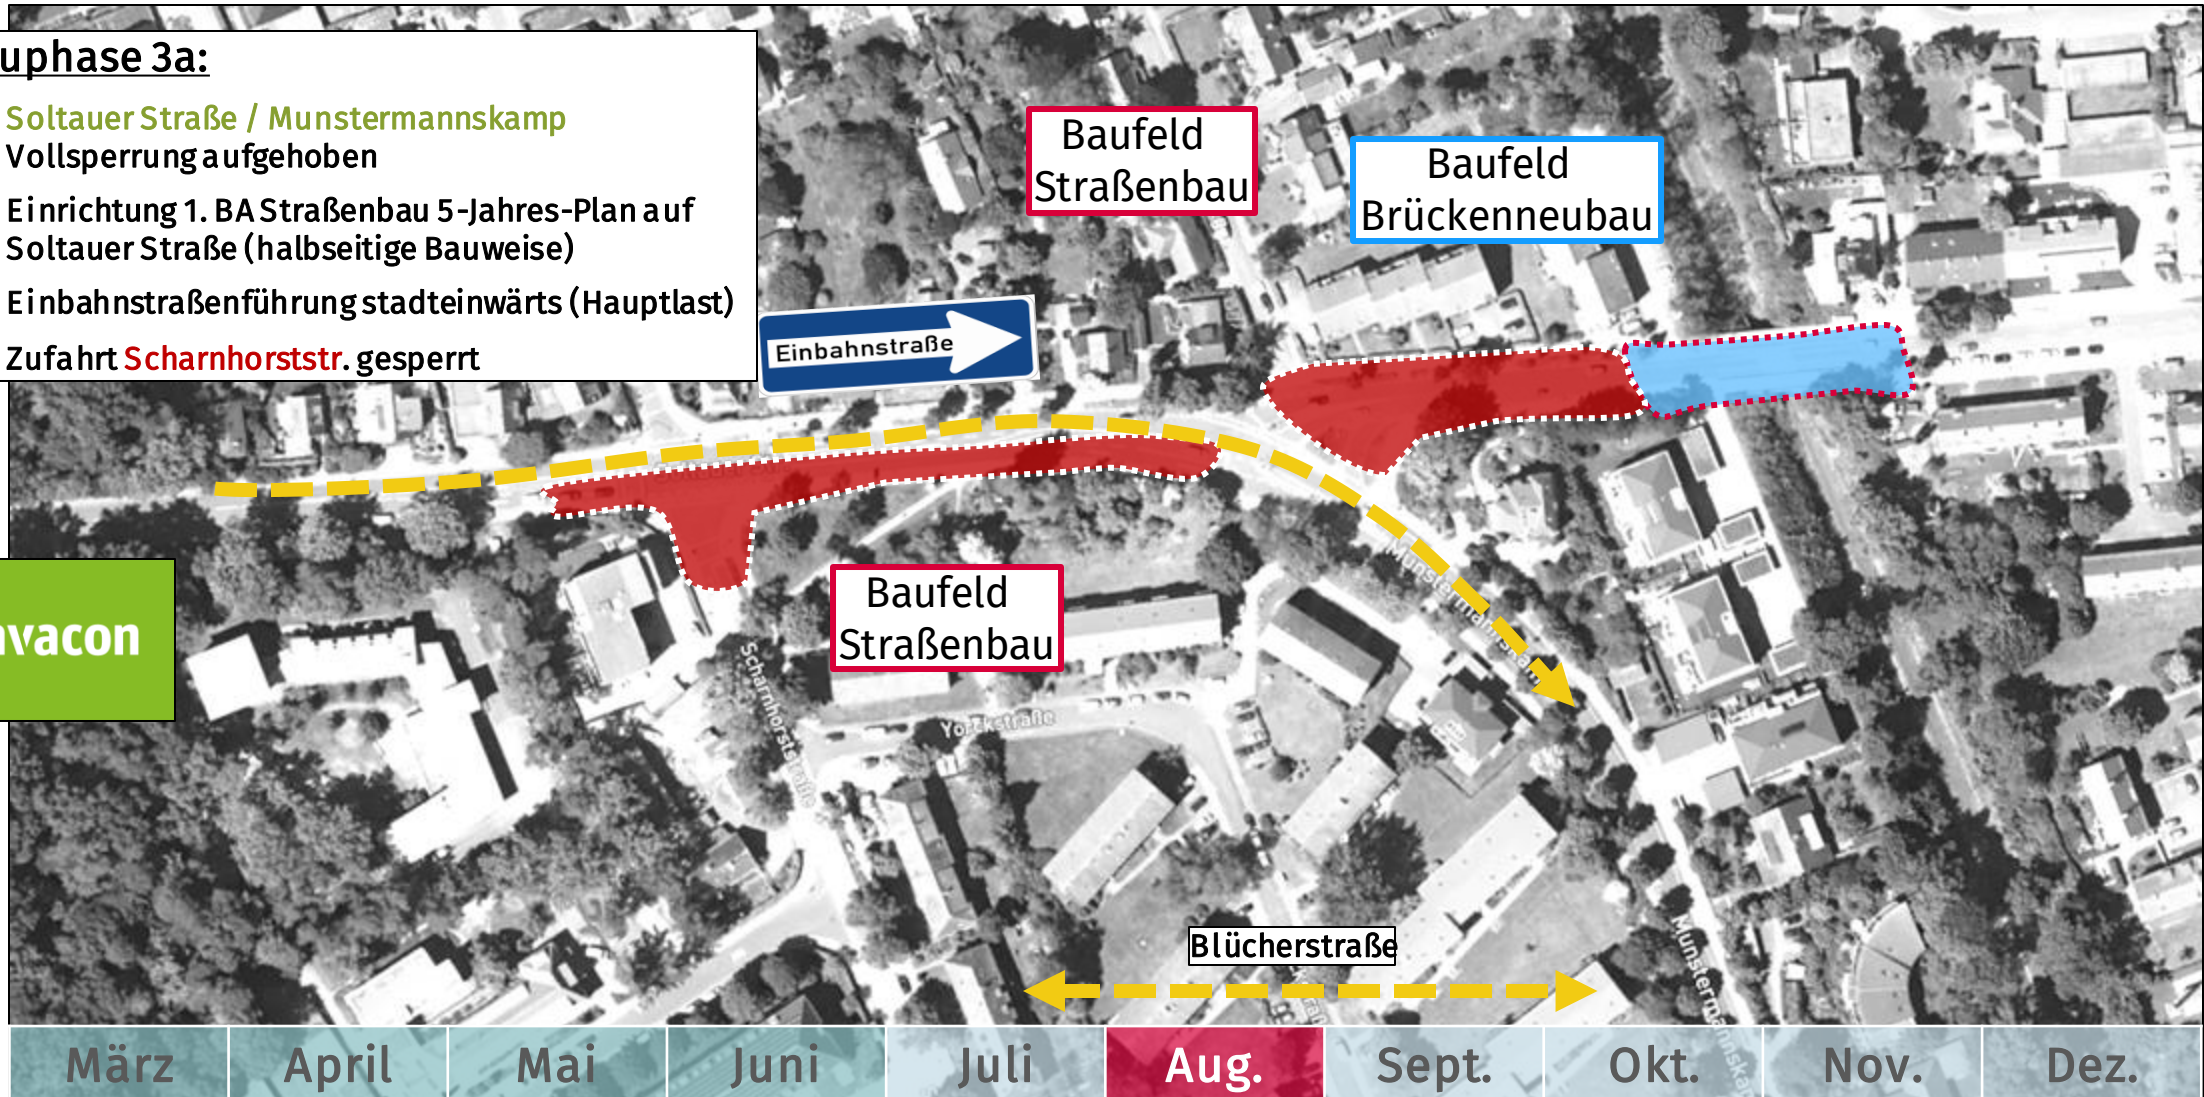 uphase 3a:
Soltauer Straße / Munstermannskamp
Vollsperrung aufgehoben
Einrichtung 1. BA Straßenbau 5-Jahres-Plan auf
Soltauer Straße (halbseitige Bauweise)
Einbahnstraßenführung stadteinwärts (Hauptlast)
Zufahrt Scharnhorststr. gesperrt
Baufeld
Straßenbau
Baufeld
Brückenneubau
Einbahnstraße
Munstermannskamp
avacon
Baufeld
Straßenbau
Scharnhorststraße
Yorckstraße
Blücherstraße
Munstermannskamp
März April Mai Juni Juli Aug. Sept. Okt. Nov. Dez.